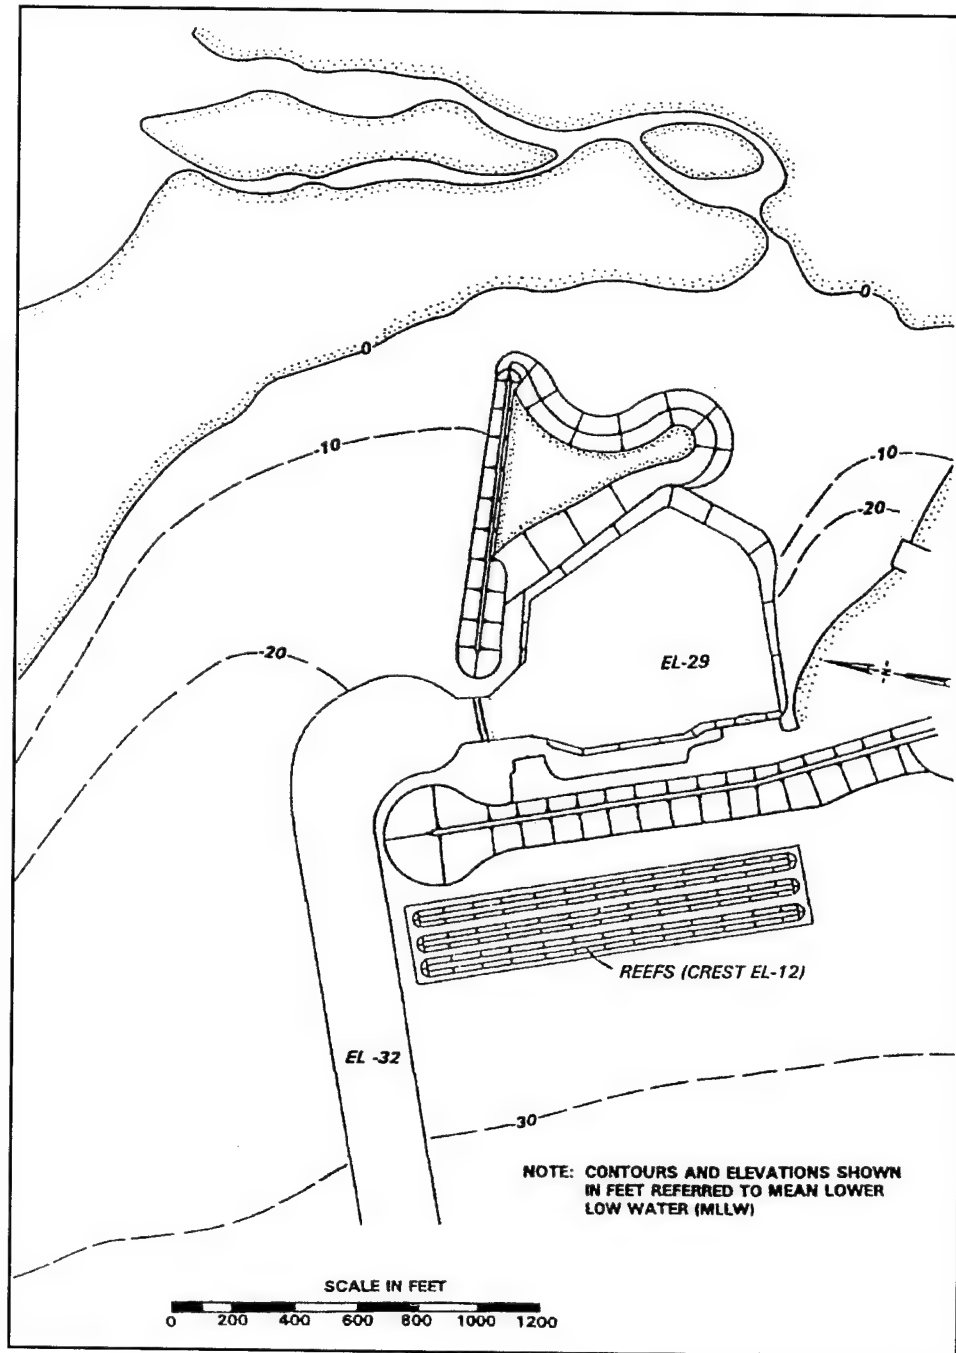 0
0
-10
-10
-20
-20
EL-29
N
REEFS (CREST EL-12)
EL -32
-30
NOTE: CONTOURS AND ELEVATIONS SHOWN
IN FEET REFERRED TO MEAN LOWER
LOW WATER (MLLW)
SCALE IN FEET
0 200 400 600 800 1000 1200